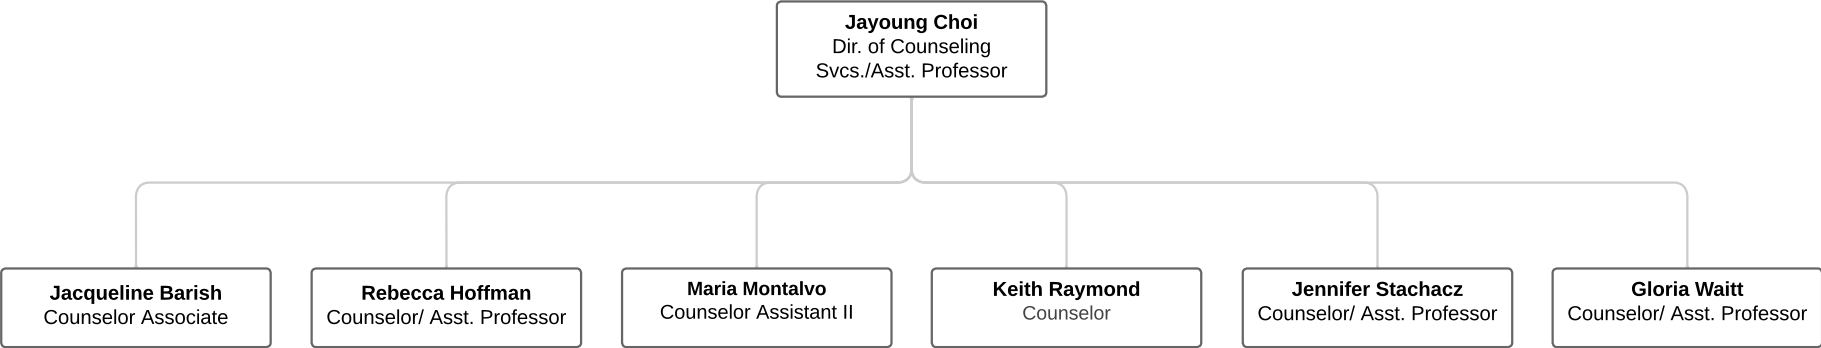 Jayoung Choi
Dir. of Counseling
Svcs./Asst. Professor
Jacqueline Barish
Counselor Associate
Rebecca Hoffman
Counselor/ Asst. Professor
Maria Montalvo
Counselor Assistant II
Keith Raymond
Counselor
Jennifer Stachacz
Counselor/ Asst. Professor
Gloria Waitt
Counselor/ Asst. Professor